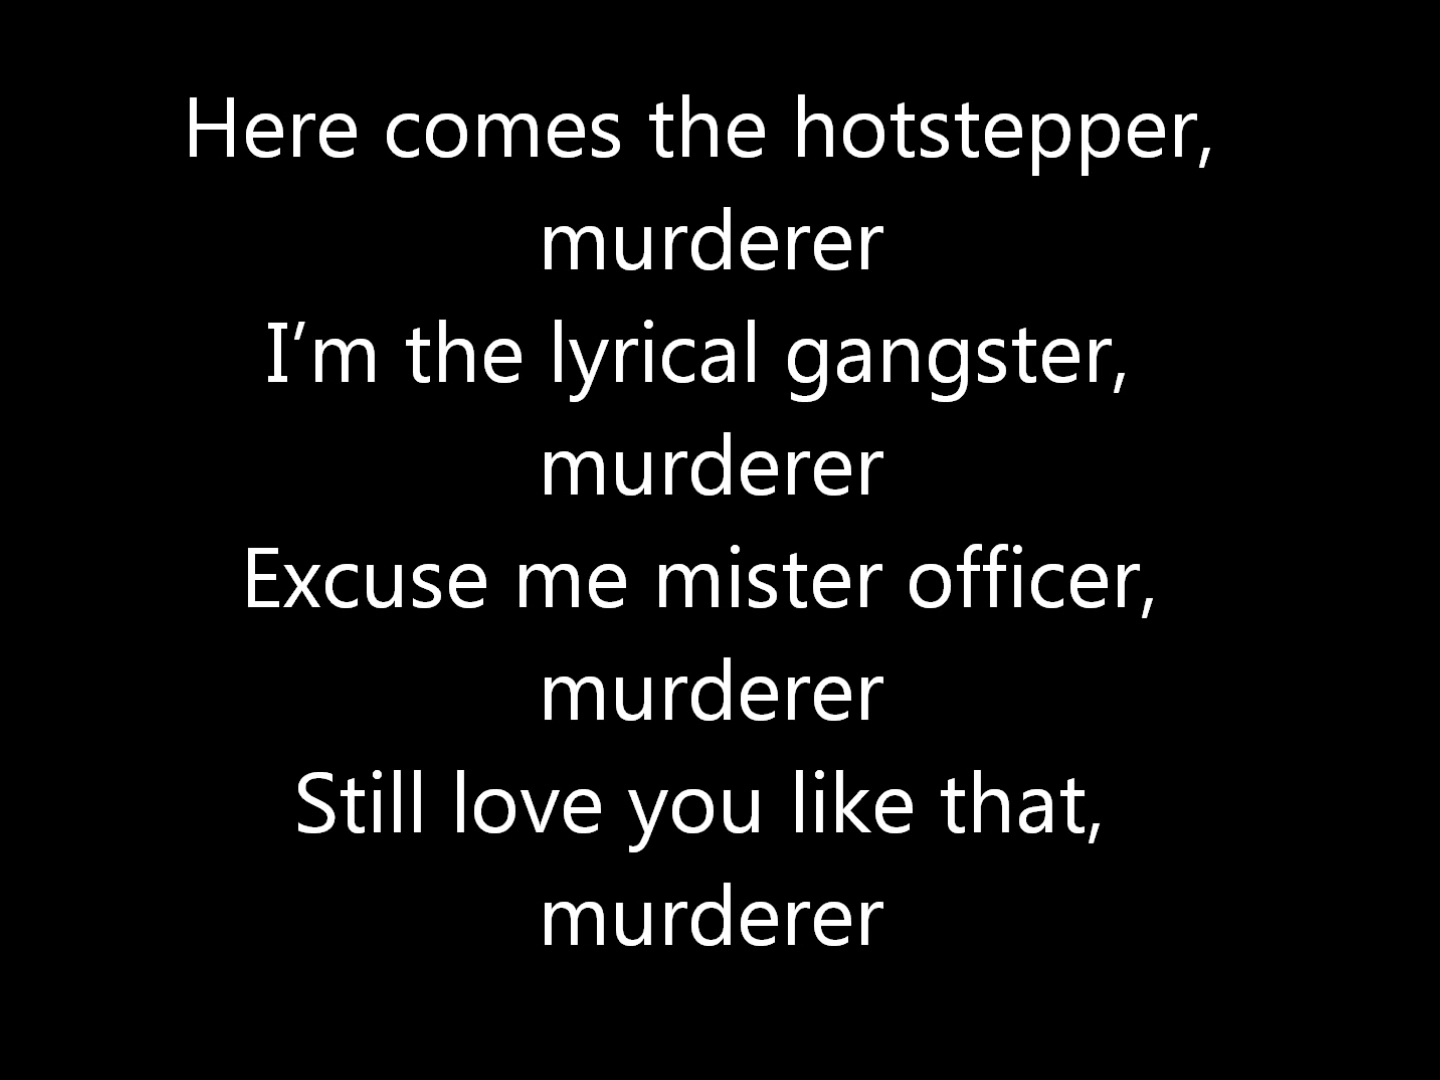 Here comes the hotstepper,
murderer
I’m the lyrical gangster,
murderer
Excuse me mister officer,
murderer
Still love you like that,
murderer